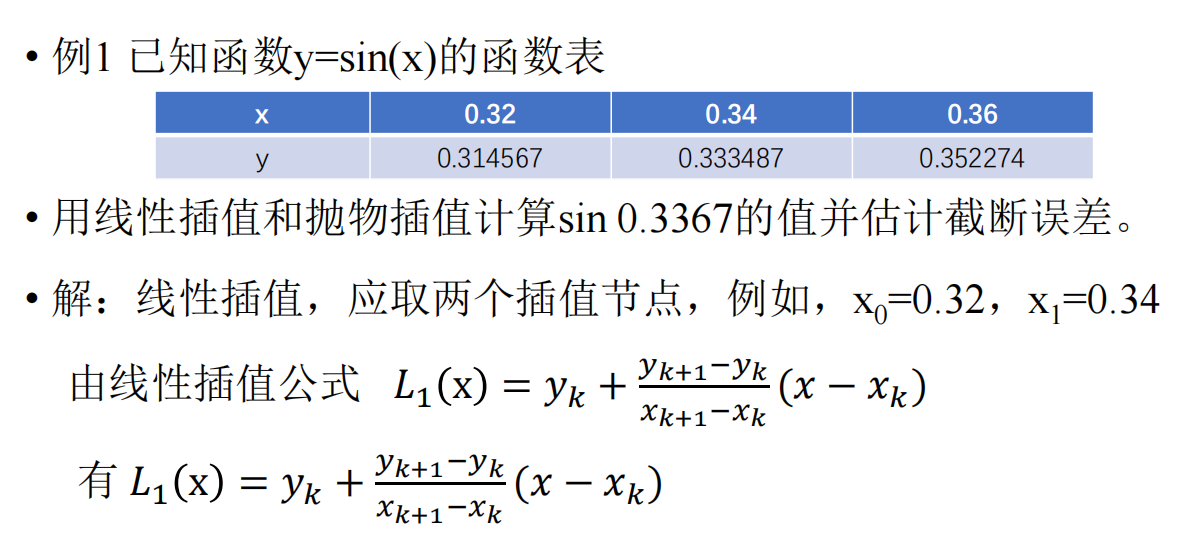 • 例1 已知函数y=sin(x)的函数表
x 0.32 0.34 0.36
y 0.314567 0.333487 0.352274
• 用线性插值和抛物插值计算sin 0.3367的值并估计截断误差。
• 解：线性插值，应取两个插值节点，例如，x₀=0.32，x₁=0.34
由线性插值公式 L₁(x) = yₖ + (yₖ₊₁−yₖ)/(xₖ₊₁−xₖ) (x − xₖ)
有 L₁(x) = yₖ + (yₖ₊₁−yₖ)/(xₖ₊₁−xₖ) (x − xₖ)